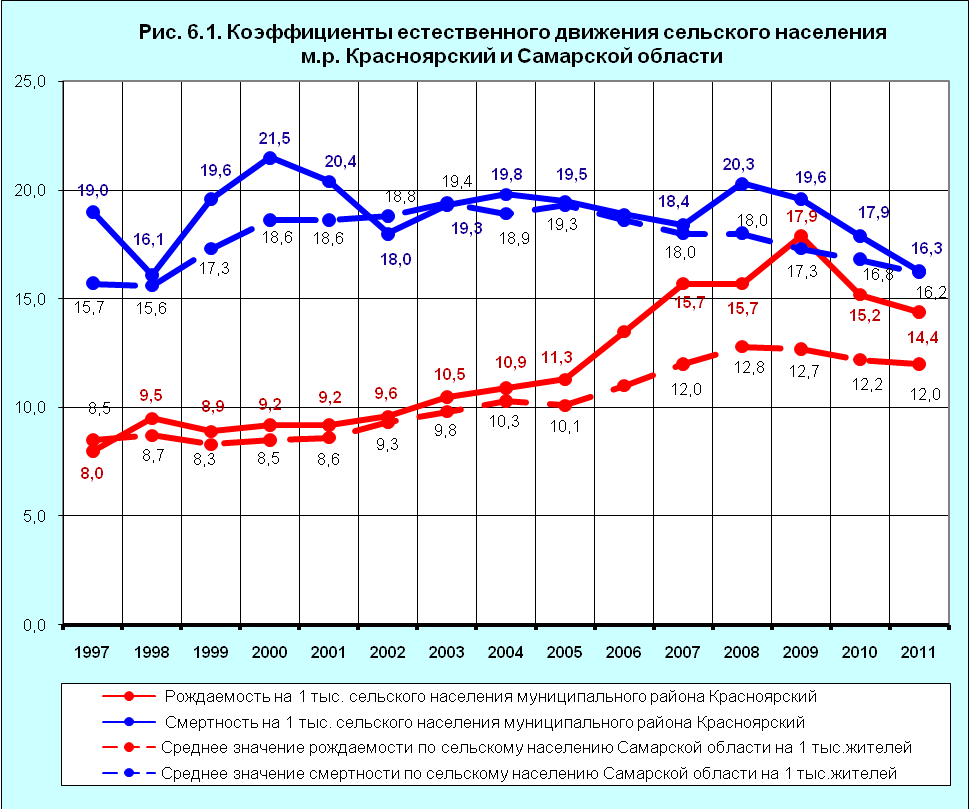 Рис. 6.1. Коэффициенты естественного движения сельского населения
м.р. Красноярский и Самарской области
25,0
20,0
15,0
10,0
5,0
0,0
19,0 16,1 19,6 21,5 20,4 18,0 19,3 19,8 19,5 18,4 20,3 19,6 17,9 16,3
15,7 15,6 17,3 18,6 18,6 18,8 19,4 18,9 19,3 18,0 18,0 17,3 16,8 16,2
8,0 9,5 8,9 9,2 9,2 9,6 10,5 10,9 11,3 15,7 15,7 17,9 15,2 14,4
8,5 8,7 8,3 8,5 8,6 9,3 9,8 10,3 10,1 12,0 12,8 12,7 12,2 12,0
1997 1998 1999 2000 2001 2002 2003 2004 2005 2006 2007 2008 2009 2010 2011
Рождаемость на 1 тыс. сельского населения муниципального района Красноярский
Смертность на 1 тыс. сельского населения муниципального района Красноярский
Среднее значение рождаемости по сельскому населению Самарской области на 1 тыс.жителей
Среднее значение смертности по сельскому населению Самарской области на 1 тыс.жителей